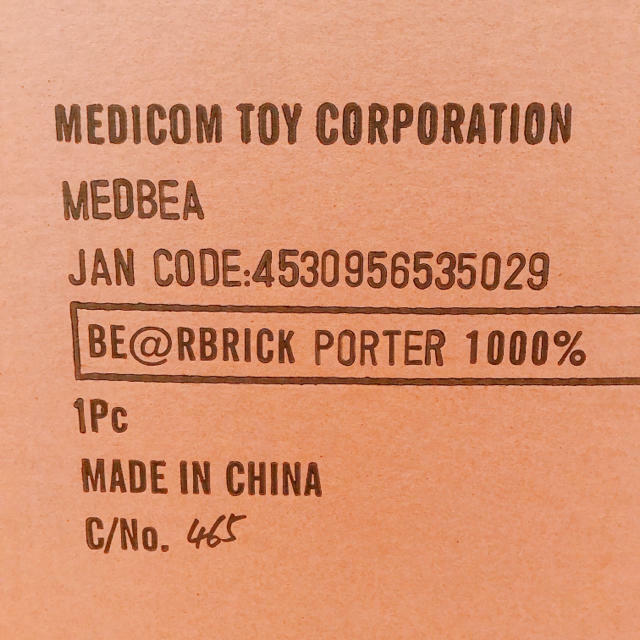 MEDICOM TOY CORPORATION
MEDBEA
JAN CODE:4530956535029
BE@RBRICK PORTER 1000%
1Pc
MADE IN CHINA
C/No. 465